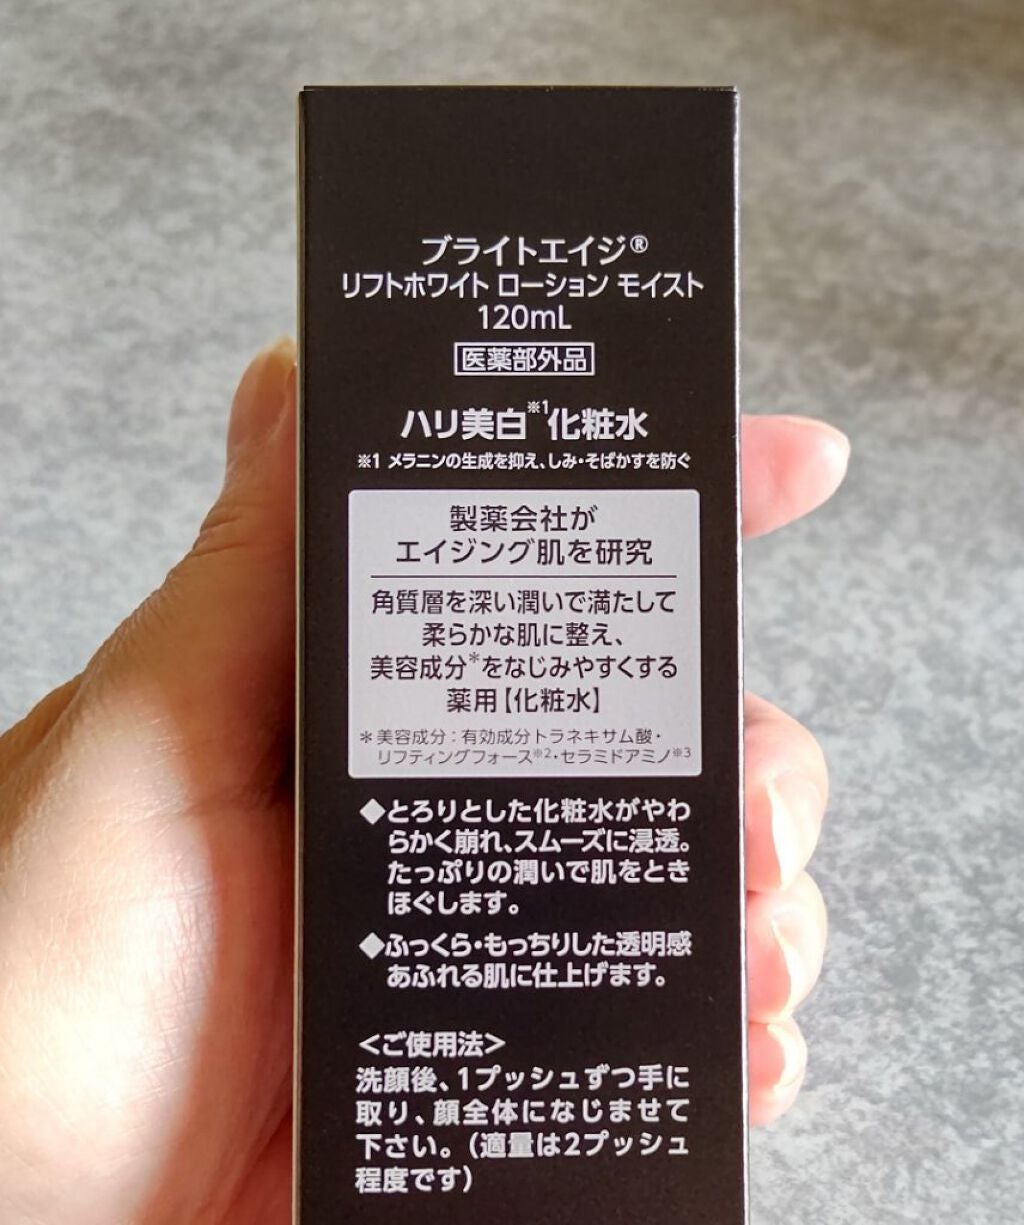 ブライトエイジ®
リフトホワイト ローション モイスト
120mL
医薬部外品
ハリ美白※1化粧水
※1 メラニンの生成を抑え、しみ・そばかすを防ぐ
製薬会社が
エイジング肌を研究
角質層を深い潤いで満たして
柔らかな肌に整え、
美容成分*をなじみやすくする
薬用【化粧水】
*美容成分：有効成分トラネキサム酸・
リフティングフォース※2・セラミドアミノ※3
◆とろりとした化粧水がやわ
らかく崩れ、スムーズに浸透。
たっぷりの潤いで肌をとき
ほぐします。
◆ふっくら・もっちりした透明感
あふれる肌に仕上げます。
<ご使用法>
洗顔後、1プッシュずつ手に
取り、顔全体になじませて
下さい。(適量は2プッシュ
程度です)